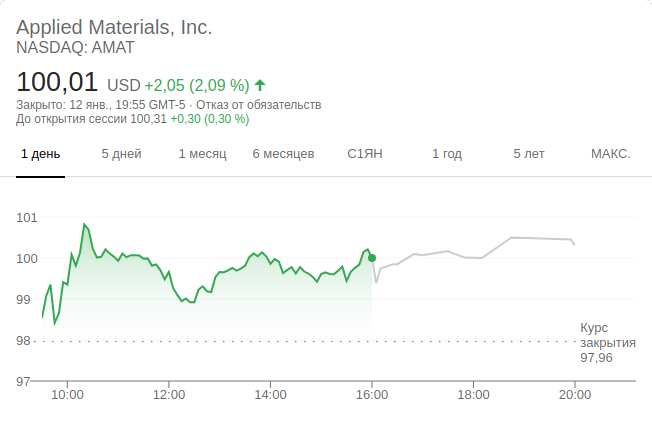 Applied Materials, Inc.
NASDAQ: AMAT
100,01 USD +2,05 (2,09 %)
Закрыто: 12 янв., 19:55 GMT-5 · Отказ от обязательств
До открытия сессии 100,31 +0,30 (0,30 %)
1 день 5 дней 1 месяц 6 месяцев С1ЯН 1 год 5 лет МАКС.
101
100
99
98
97
Курс
закрытия
97,96
10:00 12:00 14:00 16:00 18:00 20:00